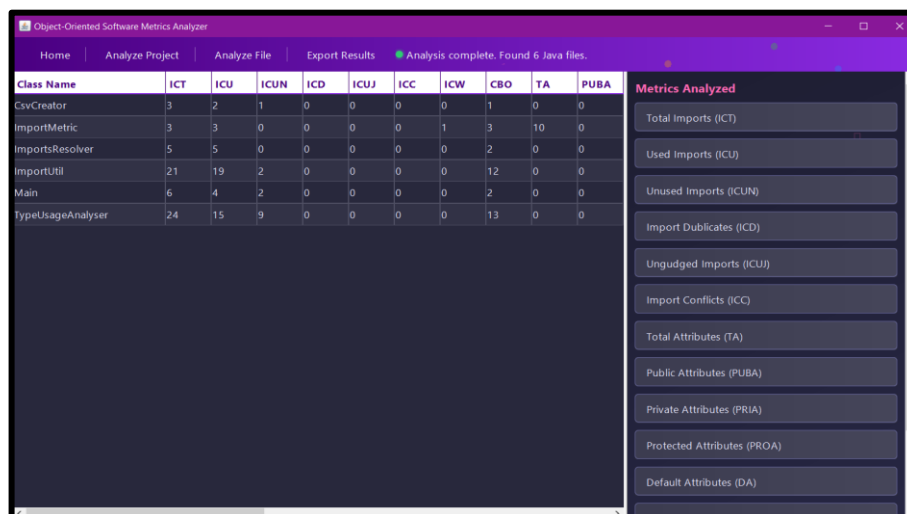 Object-Oriented Software Metrics Analyzer
Home Analyze Project Analyze File Export Results Analysis complete. Found 6 Java files.
Class Name ICT ICU ICUN ICD ICUJ ICC ICW CBO TA PUBA
CsvCreator 3 2 1 0 0 0 0 1 0 0
ImportMetric 3 3 0 0 0 0 1 3 10 0
ImportsResolver 5 5 0 0 0 0 0 2 0 0
ImportUtil 21 19 2 0 0 0 0 12 0 0
Main 6 4 2 0 0 0 0 2 0 0
TypeUsageAnalyser 24 15 9 0 0 0 0 13 0 0
Metrics Analyzed
Total Imports (ICT)
Used Imports (ICU)
Unused Imports (ICUN)
Import Dublicates (ICD)
Ungudged Imports (ICUJ)
Import Conflicts (ICC)
Total Attributes (TA)
Public Attributes (PUBA)
Private Attributes (PRIA)
Protected Attributes (PROA)
Default Attributes (DA)